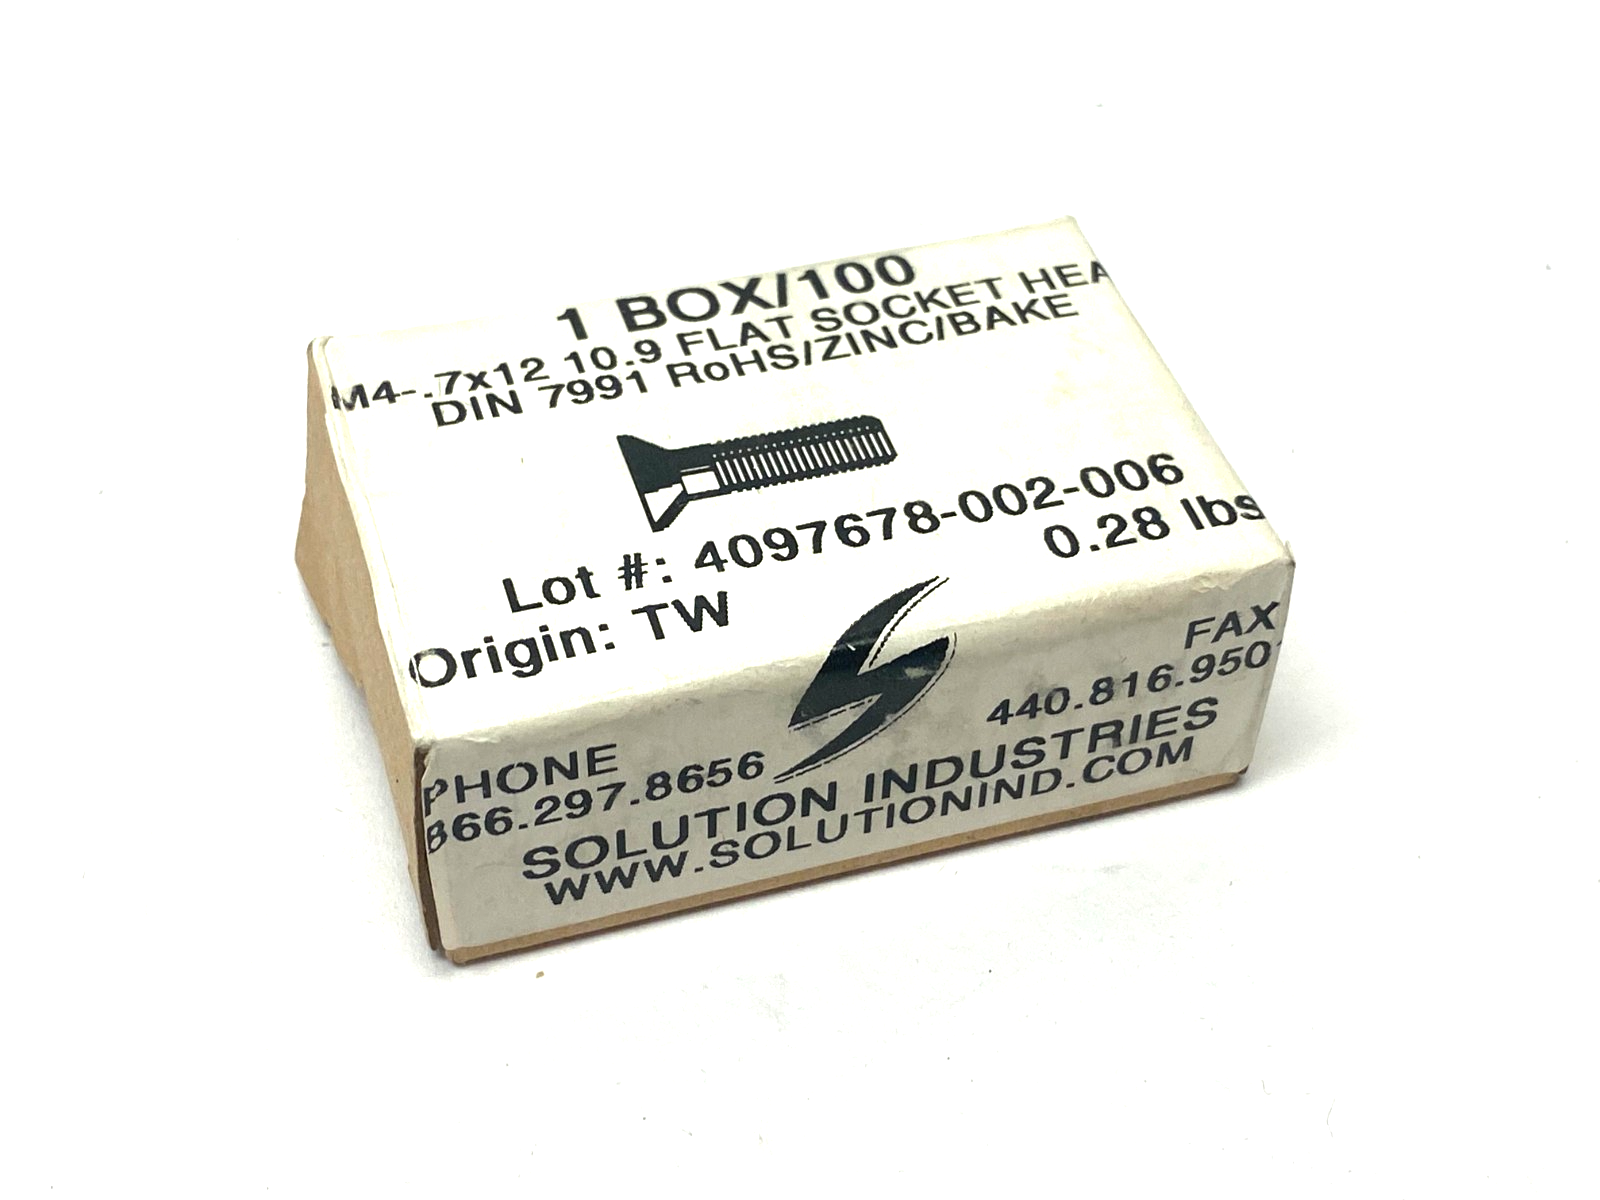 1 BOX/100
M4-.7x12 10.9 FLAT SOCKET HEA
DIN 7991 RoHS/ZINC/BAKE
Lot #: 4097678-002-006
0.28 lbs
Origin: TW
PHONE
866.297.8656
FAX
440.816.9501
SOLUTION INDUSTRIES
WWW.SOLUTIONIND.COM